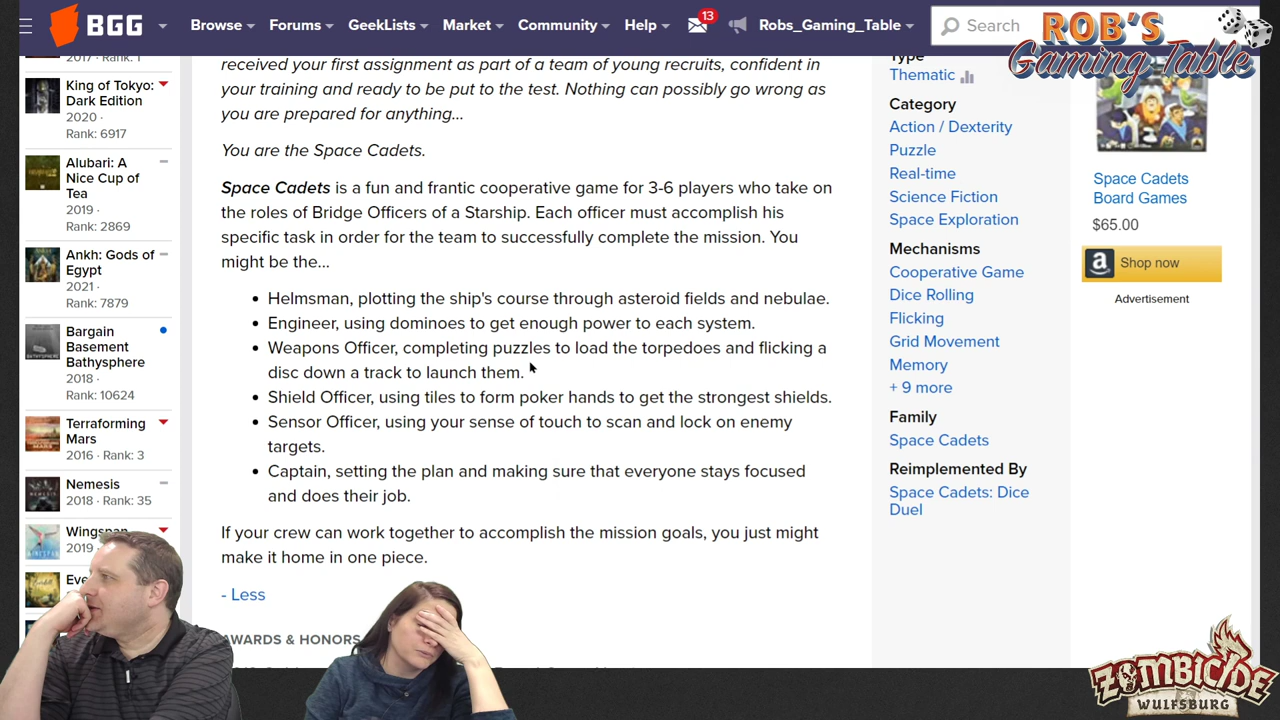 BGG
Browse
Forums
GeekLists
Market
Community
Help
13
Robs_Gaming_Table
Search
ROB'S
Gaming Table
2017 · Rank: 1
King of Tokyo:
Dark Edition
2020 ·
Rank: 6917
Alubari: A
Nice Cup of
Tea
2019 ·
Rank: 2869
Ankh: Gods of
Egypt
2021 ·
Rank: 7879
Bargain
Basement
Bathysphere
2018 ·
Rank: 10624
Terraforming
Mars
2016 · Rank: 3
Nemesis
2018 · Rank: 35
Wingspan
2019 ·
received your first assignment as part of a team of young recruits, confident in
your training and ready to be put to the test. Nothing can possibly go wrong as
you are prepared for anything...
You are the Space Cadets.
Space Cadets is a fun and frantic cooperative game for 3-6 players who take on
the roles of Bridge Officers of a Starship. Each officer must accomplish his
specific task in order for the team to successfully complete the mission. You
might be the...
• Helmsman, plotting the ship's course through asteroid fields and nebulae.
• Engineer, using dominoes to get enough power to each system.
• Weapons Officer, completing puzzles to load the torpedoes and flicking a
disc down a track to launch them.
• Shield Officer, using tiles to form poker hands to get the strongest shields.
• Sensor Officer, using your sense of touch to scan and lock on enemy
targets.
• Captain, setting the plan and making sure that everyone stays focused
and does their job.
If your crew can work together to accomplish the mission goals, you just might
make it home in one piece.
- Less
AWARDS & HONORS
Type
Thematic
Category
Action / Dexterity
Puzzle
Real-time
Science Fiction
Space Exploration
Mechanisms
Cooperative Game
Dice Rolling
Flicking
Grid Movement
Memory
+ 9 more
Family
Space Cadets
Reimplemented By
Space Cadets: Dice
Duel
Space Cadets
Board Games
$65.00
Shop now
Advertisement
ZOMBICIDE
WULFSBURG